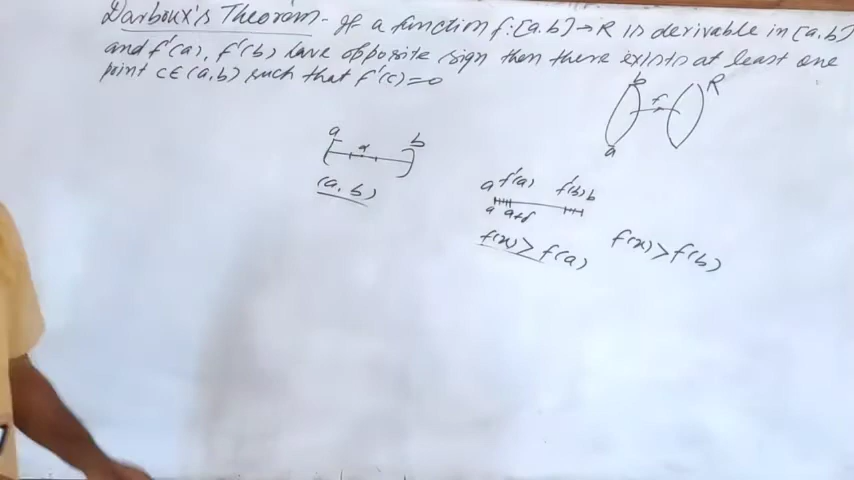 Darboux's Theorem - If a function f: [a,b] → R is derivable in [a,b]
and f'(a), f'(b) have opposite sign then there exists at least one
point c∈(a,b) such that f'(c)=0
b R
f
a
a b
x
(a, b)
a f'(a) f'(b) b
a a+δ
f(x) > f(a) f(x) > f(b)